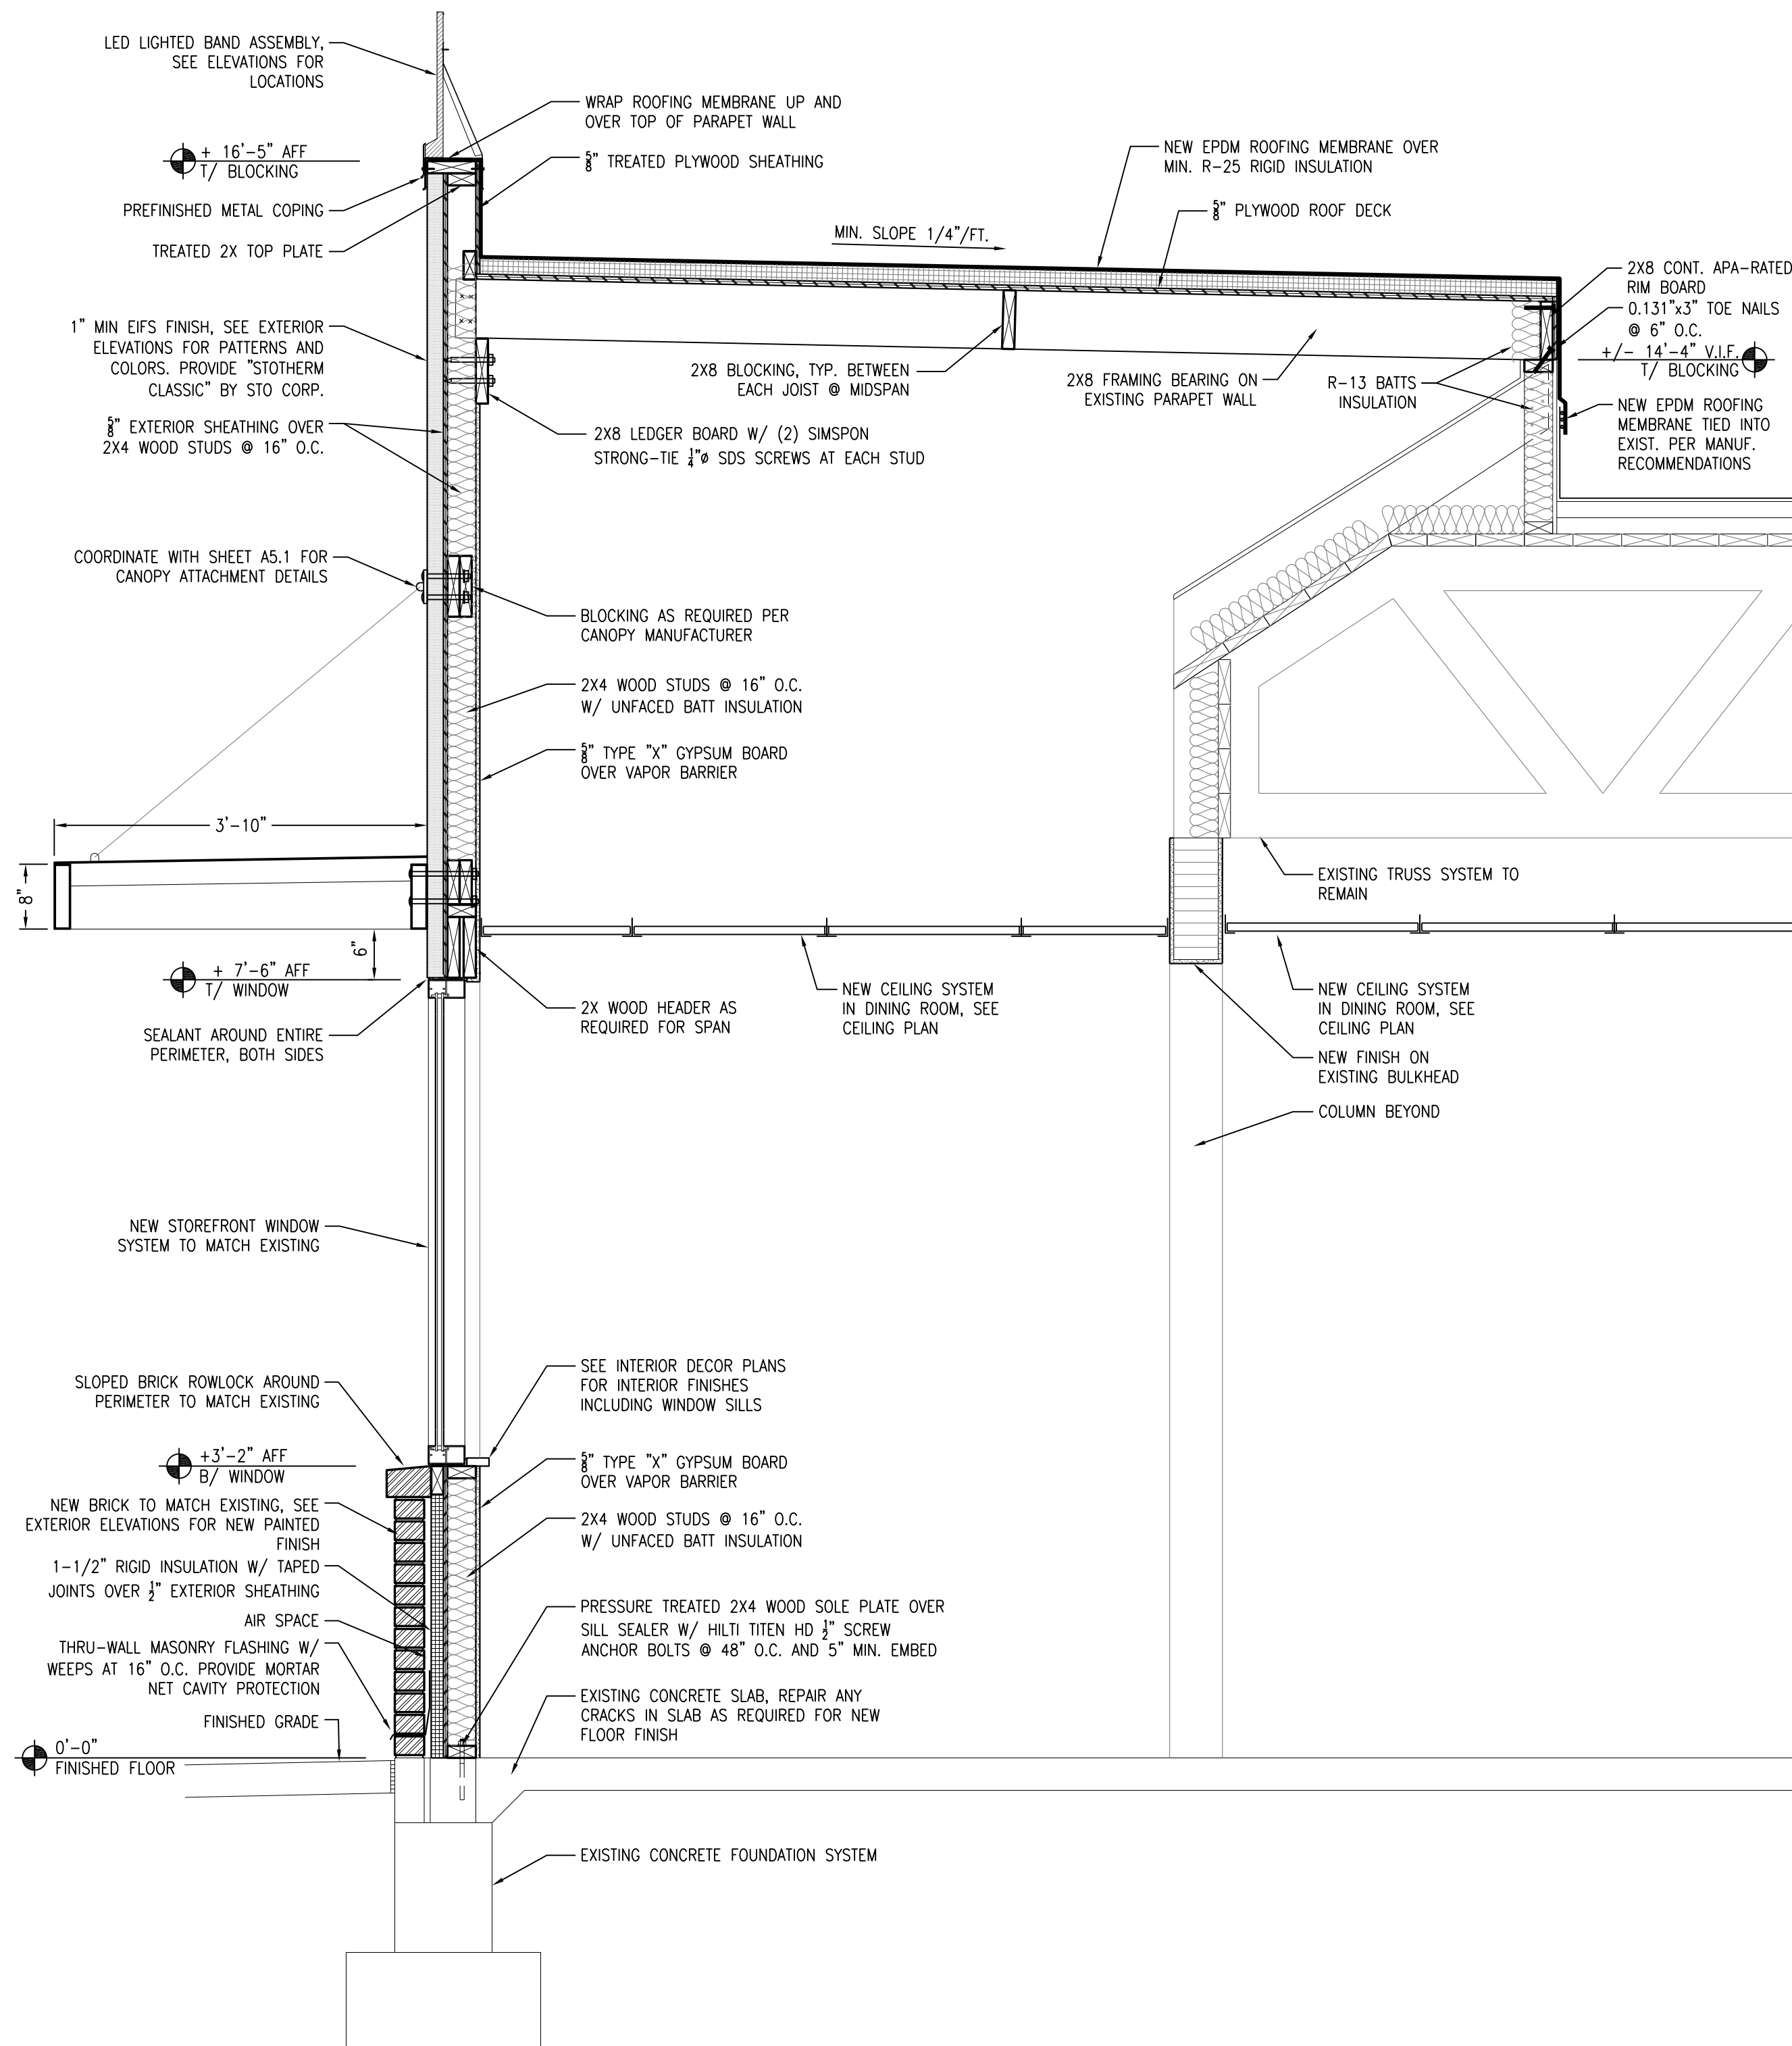 LED LIGHTED BAND ASSEMBLY,
SEE ELEVATIONS FOR
LOCATIONS
+ 16'-5" AFF
T/ BLOCKING
PREFINISHED METAL COPING
TREATED 2X TOP PLATE
1" MIN EIFS FINISH, SEE EXTERIOR
ELEVATIONS FOR PATTERNS AND
COLORS. PROVIDE "STOTHERM
CLASSIC" BY STO CORP.
5/8" EXTERIOR SHEATHING OVER
2X4 WOOD STUDS @ 16" O.C.
COORDINATE WITH SHEET A5.1 FOR
CANOPY ATTACHMENT DETAILS
3'-10"
8"
6"
+ 7'-6" AFF
T/ WINDOW
SEALANT AROUND ENTIRE
PERIMETER, BOTH SIDES
NEW STOREFRONT WINDOW
SYSTEM TO MATCH EXISTING
SLOPED BRICK ROWLOCK AROUND
PERIMETER TO MATCH EXISTING
+3'-2" AFF
B/ WINDOW
NEW BRICK TO MATCH EXISTING, SEE
EXTERIOR ELEVATIONS FOR NEW PAINTED
FINISH
1-1/2" RIGID INSULATION W/ TAPED
JOINTS OVER 1/2" EXTERIOR SHEATHING
AIR SPACE
THRU-WALL MASONRY FLASHING W/
WEEPS AT 16" O.C. PROVIDE MORTAR
NET CAVITY PROTECTION
FINISHED GRADE
0'-0"
FINISHED FLOOR
WRAP ROOFING MEMBRANE UP AND
OVER TOP OF PARAPET WALL
5/8" TREATED PLYWOOD SHEATHING
MIN. SLOPE 1/4"/FT.
NEW EPDM ROOFING MEMBRANE OVER
MIN. R-25 RIGID INSULATION
5/8" PLYWOOD ROOF DECK
2X8 CONT. APA-RATED
RIM BOARD
0.131"x3" TOE NAILS
@ 6" O.C.
+/- 14'-4" V.I.F.
T/ BLOCKING
2X8 BLOCKING, TYP. BETWEEN
EACH JOIST @ MIDSPAN
2X8 FRAMING BEARING ON
EXISTING PARAPET WALL
R-13 BATTS
INSULATION
NEW EPDM ROOFING
MEMBRANE TIED INTO
EXIST. PER MANUF.
RECOMMENDATIONS
2X8 LEDGER BOARD W/ (2) SIMSPON
STRONG-TIE 1/4"ø SDS SCREWS AT EACH STUD
BLOCKING AS REQUIRED PER
CANOPY MANUFACTURER
2X4 WOOD STUDS @ 16" O.C.
W/ UNFACED BATT INSULATION
5/8" TYPE "X" GYPSUM BOARD
OVER VAPOR BARRIER
EXISTING TRUSS SYSTEM TO
REMAIN
2X WOOD HEADER AS
REQUIRED FOR SPAN
NEW CEILING SYSTEM
IN DINING ROOM, SEE
CEILING PLAN
NEW CEILING SYSTEM
IN DINING ROOM, SEE
CEILING PLAN
NEW FINISH ON
EXISTING BULKHEAD
COLUMN BEYOND
SEE INTERIOR DECOR PLANS
FOR INTERIOR FINISHES
INCLUDING WINDOW SILLS
5/8" TYPE "X" GYPSUM BOARD
OVER VAPOR BARRIER
2X4 WOOD STUDS @ 16" O.C.
W/ UNFACED BATT INSULATION
PRESSURE TREATED 2X4 WOOD SOLE PLATE OVER
SILL SEALER W/ HILTI TITEN HD 1/2" SCREW
ANCHOR BOLTS @ 48" O.C. AND 5" MIN. EMBED
EXISTING CONCRETE SLAB, REPAIR ANY
CRACKS IN SLAB AS REQUIRED FOR NEW
FLOOR FINISH
EXISTING CONCRETE FOUNDATION SYSTEM